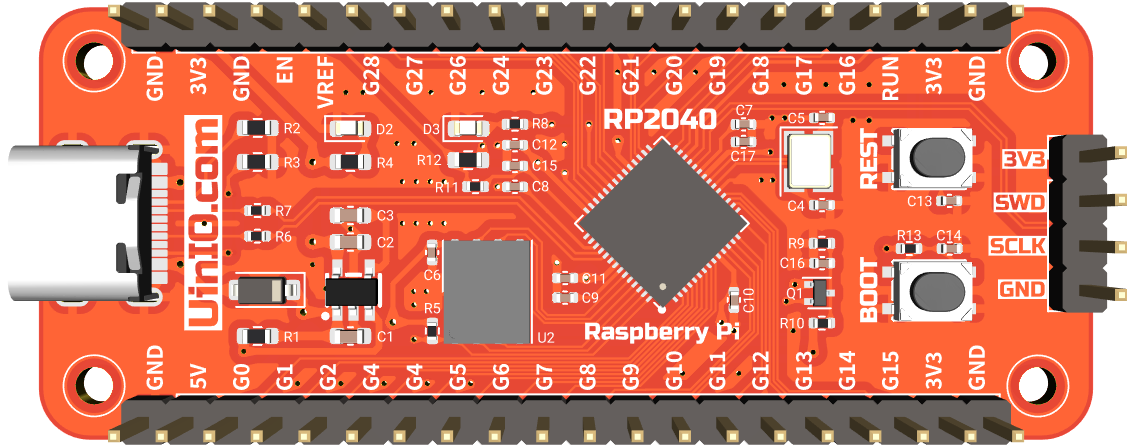 GND 3V3 GND EN VREF G28 G27 G26 G24 G23 G22 G21 G20 G19 G18 G17 G16 RUN 3V3 GND
UinIO.com
R2
D2
D3
R8
R3
R4
R12
C12
C15
R11
C8
R7
R6
C3
C2
C6
R5
R1
C1
U2
C11
C9
RP2040
Raspberry Pi
C7
C17
C5
C4
R9
C16
Q1
R10
C10
REST
C13
R13
C14
BOOT
3V3
SWD
SCLK
GND
GND 5V G0 G1 G2 G4 G4 G5 G6 G7 G8 G9 G10 G11 G12 G13 G14 G15 3V3 GND